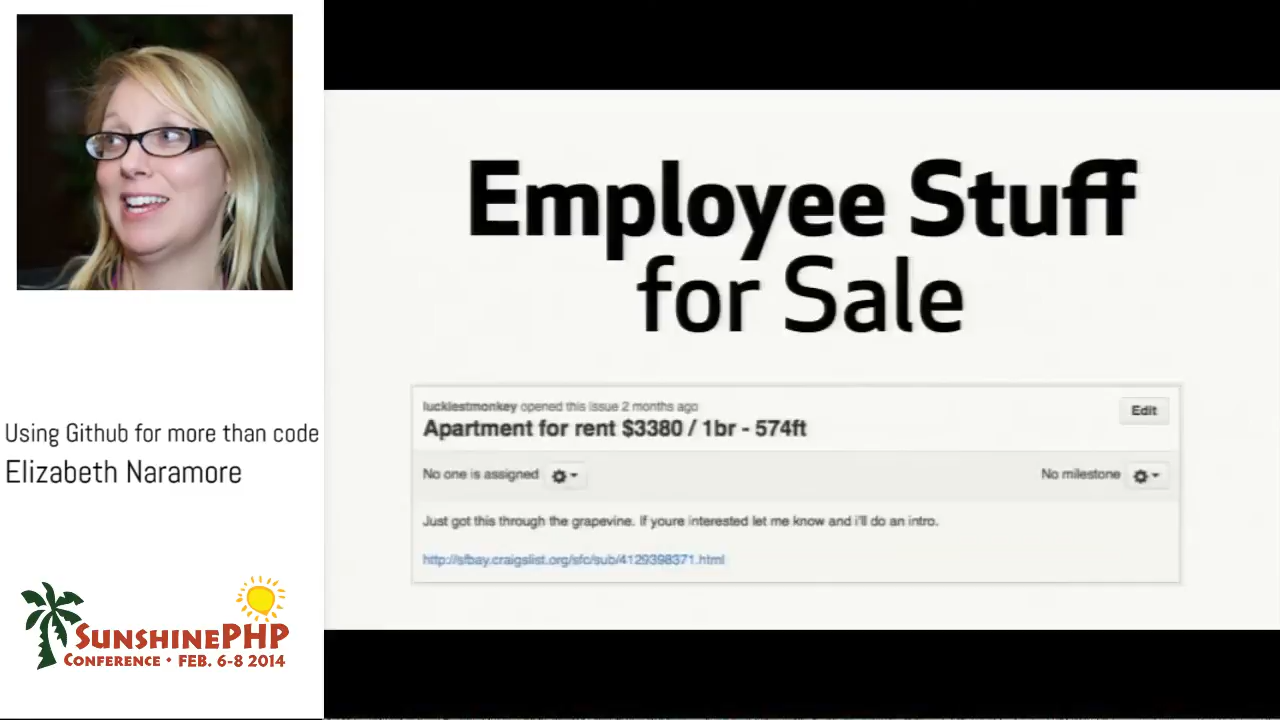 Using Github for more than code
Elizabeth Naramore
SUNSHINEPHP
CONFERENCE • FEB. 6-8 2014
Employee Stuff
for Sale
luckiestmonkey opened this issue 2 months ago
Edit
Apartment for rent $3380 / 1br - 574ft
No one is assigned
No milestone
Just got this through the grapevine. If youre interested let me know and i'll do an intro.
http://sfbay.craigslist.org/sfc/sub/4129398371.html